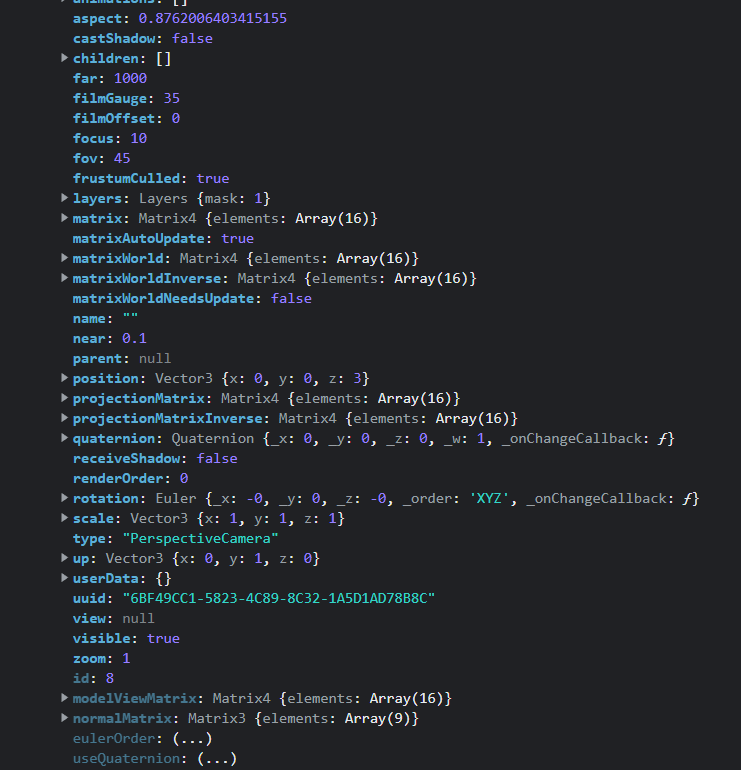 animations: []
aspect: 0.8762006403415155
castShadow: false
children: []
far: 1000
filmGauge: 35
filmOffset: 0
focus: 10
fov: 45
frustumCulled: true
layers: Layers {mask: 1}
matrix: Matrix4 {elements: Array(16)}
matrixAutoUpdate: true
matrixWorld: Matrix4 {elements: Array(16)}
matrixWorldInverse: Matrix4 {elements: Array(16)}
matrixWorldNeedsUpdate: false
name: ""
near: 0.1
parent: null
position: Vector3 {x: 0, y: 0, z: 3}
projectionMatrix: Matrix4 {elements: Array(16)}
projectionMatrixInverse: Matrix4 {elements: Array(16)}
quaternion: Quaternion {_x: 0, _y: 0, _z: 0, _w: 1, _onChangeCallback: ƒ}
receiveShadow: false
renderOrder: 0
rotation: Euler {_x: -0, _y: 0, _z: -0, _order: 'XYZ', _onChangeCallback: ƒ}
scale: Vector3 {x: 1, y: 1, z: 1}
type: "PerspectiveCamera"
up: Vector3 {x: 0, y: 1, z: 0}
userData: {}
uuid: "6BF49CC1-5823-4C89-8C32-1A5D1AD78B8C"
view: null
visible: true
zoom: 1
id: 8
modelViewMatrix: Matrix4 {elements: Array(16)}
normalMatrix: Matrix3 {elements: Array(9)}
eulerOrder: (...)
useQuaternion: (...)